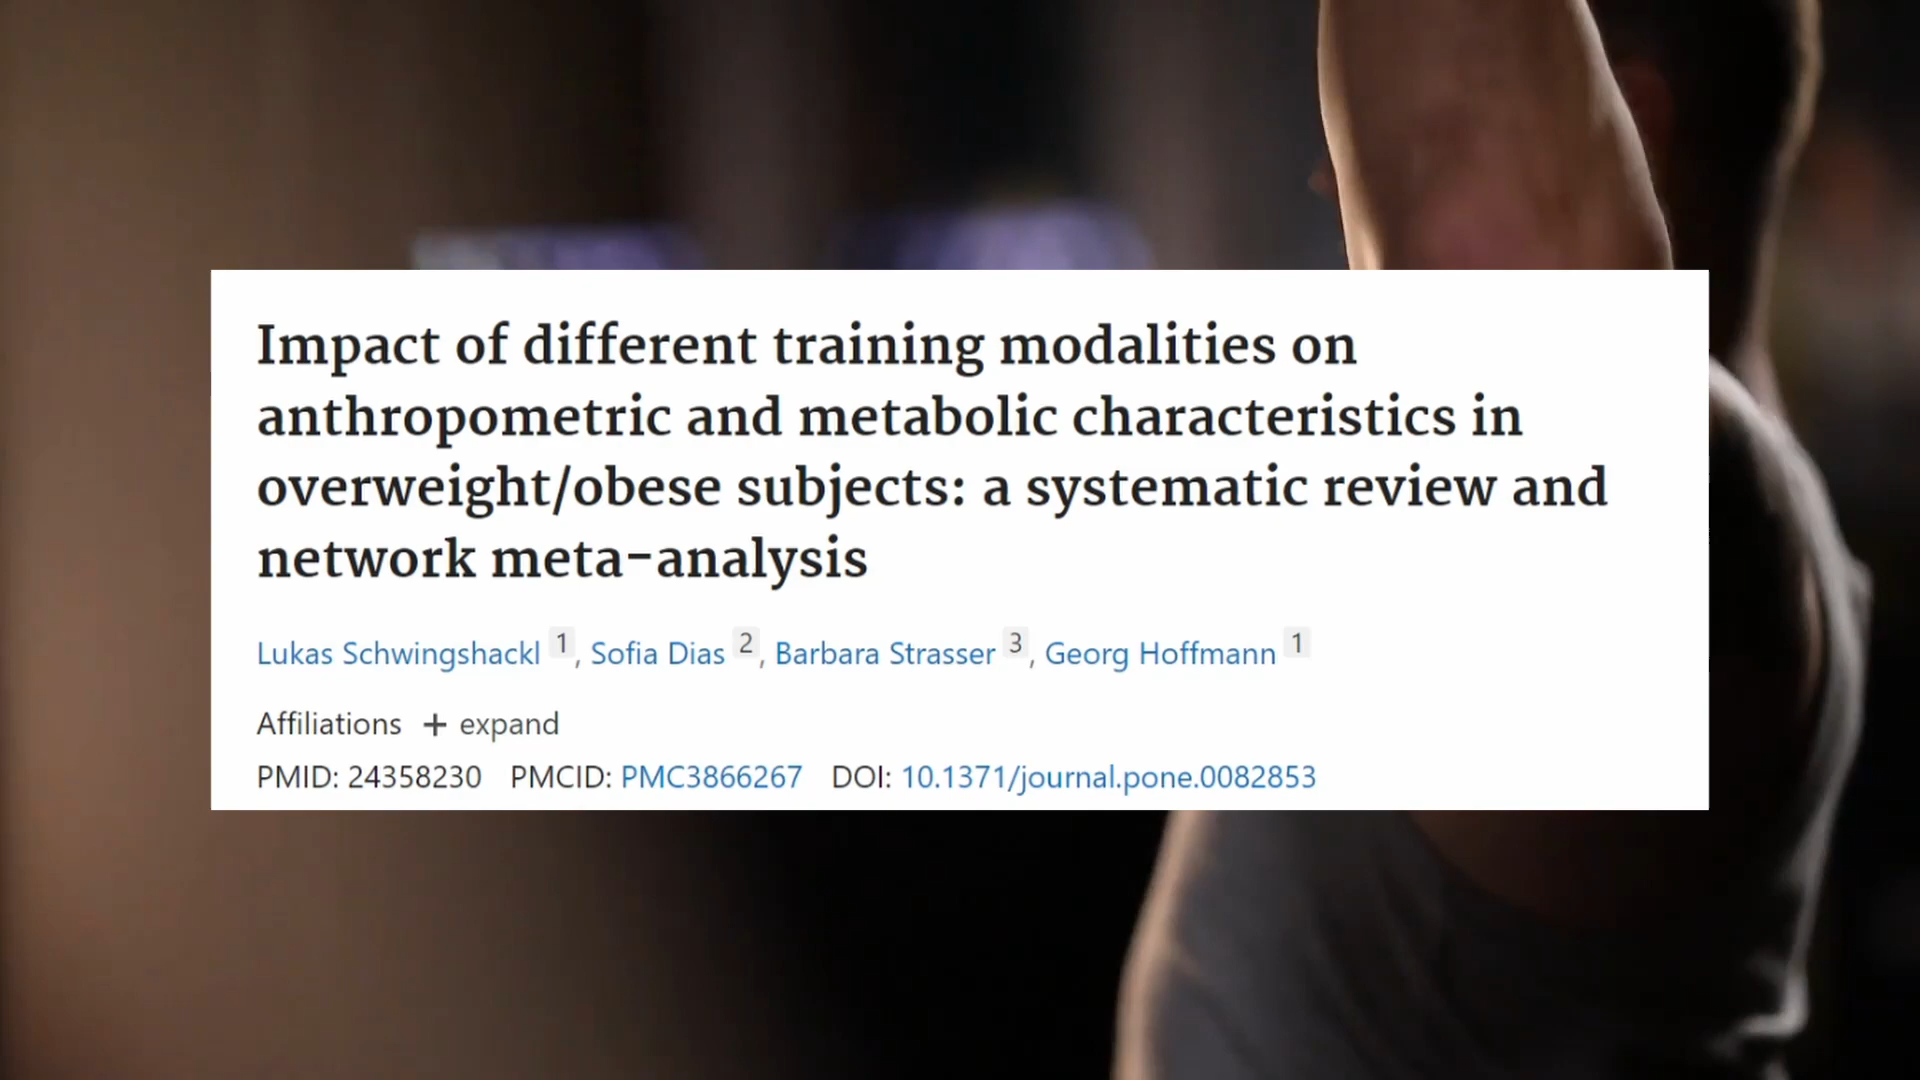 Impact of different training modalities on
anthropometric and metabolic characteristics in
overweight/obese subjects: a systematic review and
network meta-analysis
Lukas Schwingshackl 1, Sofia Dias 2, Barbara Strasser 3, Georg Hoffmann 1
Affiliations + expand
PMID: 24358230 PMCID: PMC3866267 DOI: 10.1371/journal.pone.0082853